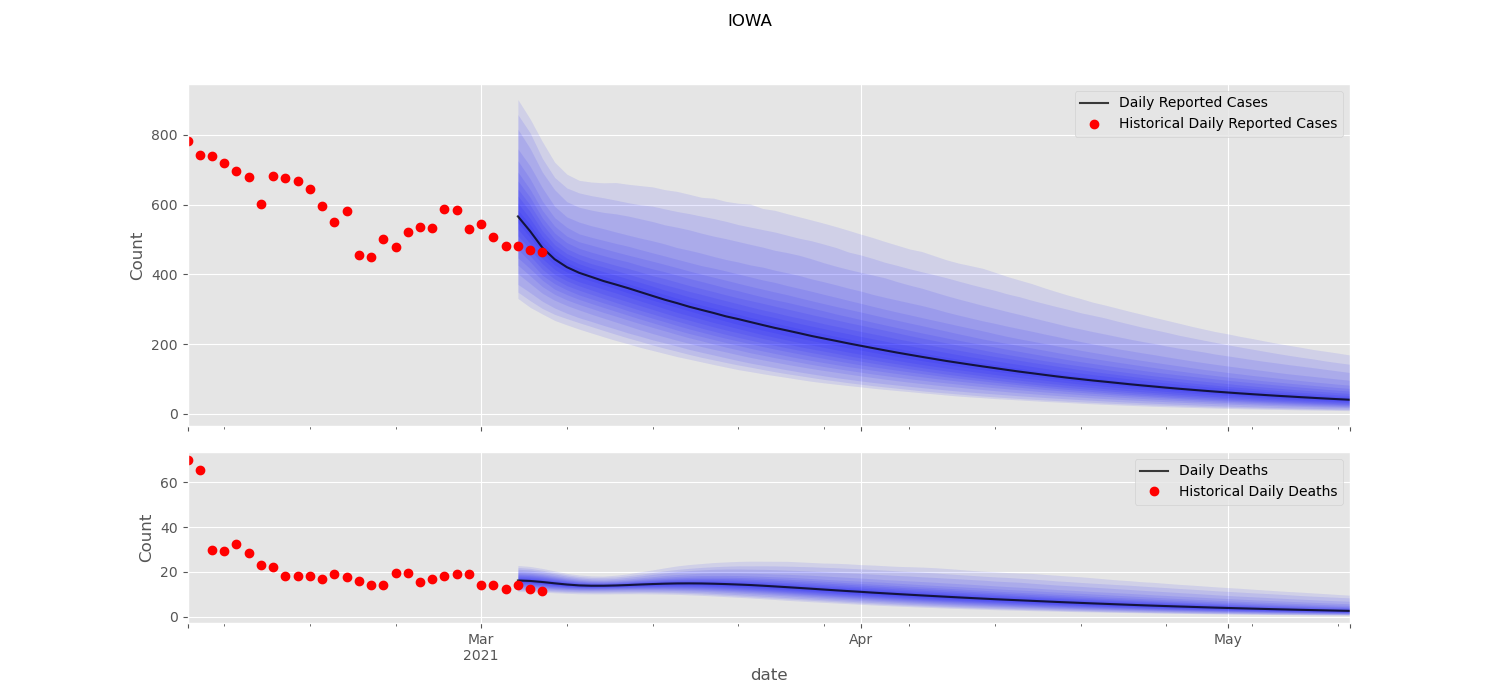 IOWA
Daily Reported Cases
Historical Daily Reported Cases
800
600
400
200
0
Count
Daily Deaths
Historical Daily Deaths
60
40
20
0
Count
Mar
2021
Apr
May
date